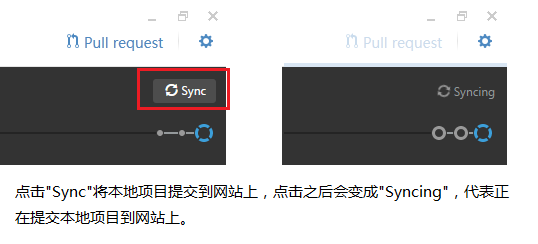 Pull request
Pull request
Sync
Syncing
点击"Sync"将本地项目提交到网站上，点击之后会变成"Syncing"，代表正
在提交本地项目到网站上。